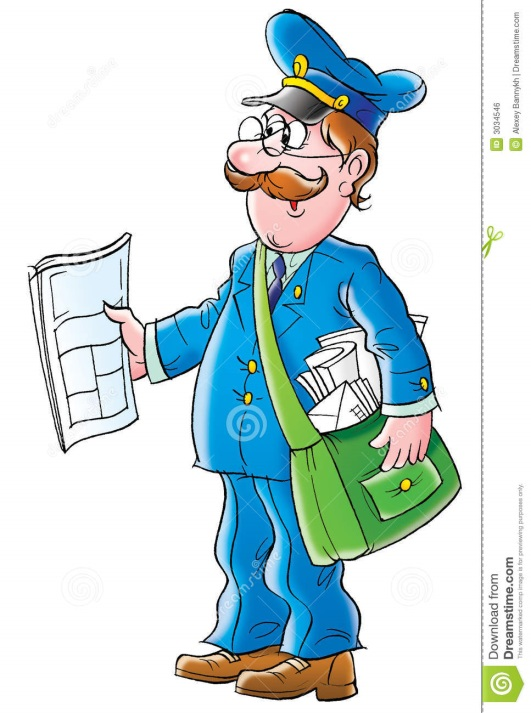 ID 3034546
© Alexey Bannykh | Dreamstime.com
Download from
Dreamstime.com
This watermarked comp image is for previewing purposes only.
dreamstime